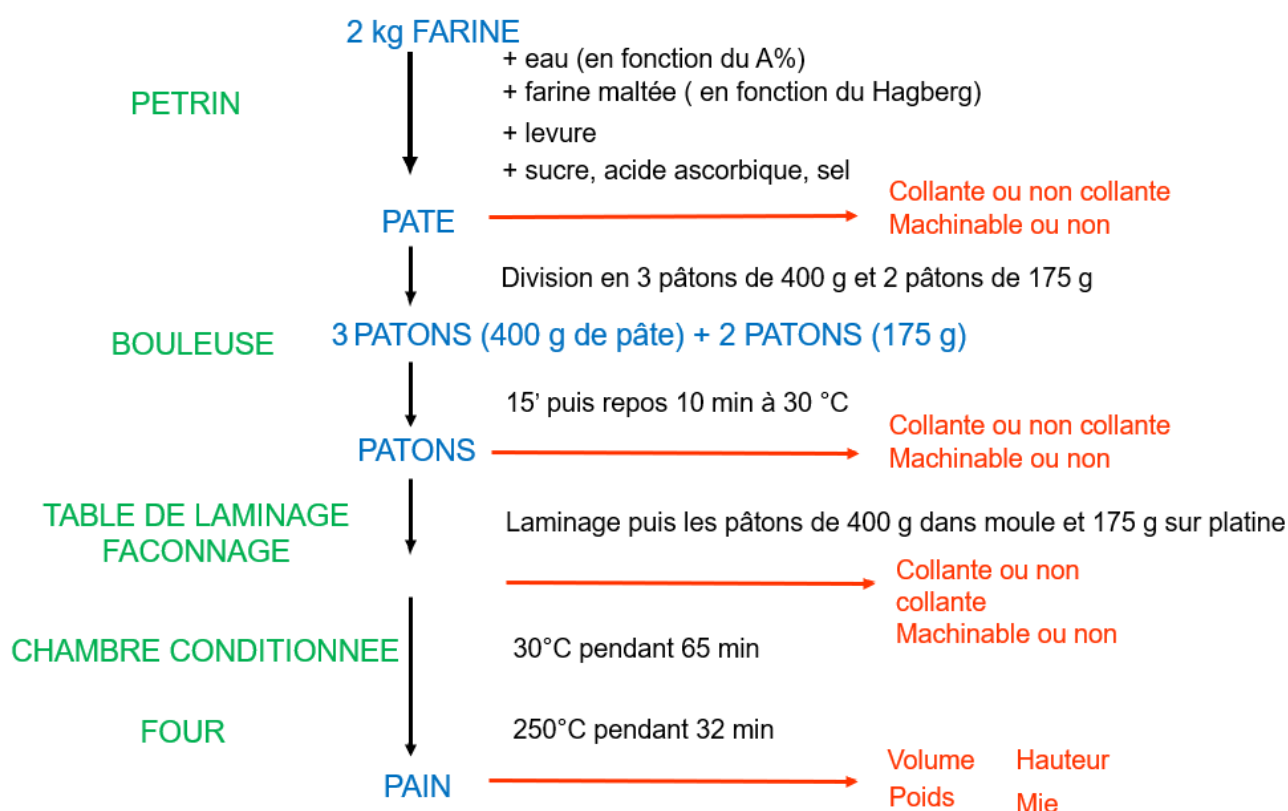 2 kg FARINE
+ eau (en fonction du A%)
+ farine maltée ( en fonction du Hagberg)
PETRIN
+ levure
+ sucre, acide ascorbique, sel
Collante ou non collante
PATE
Machinable ou non
Division en 3 pâtons de 400 g et 2 pâtons de 175 g
BOULEUSE
3 PATONS (400 g de pâte) + 2 PATONS (175 g)
15’ puis repos 10 min à 30 °C
Collante ou non collante
PATONS
Machinable ou non
TABLE DE LAMINAGE
FACONNAGE
Laminage puis les pâtons de 400 g dans moule et 175 g sur platine
Collante ou non
collante
Machinable ou non
CHAMBRE CONDITIONNEE
30°C pendant 65 min
FOUR
250°C pendant 32 min
PAIN
Volume Hauteur
Poids Mie